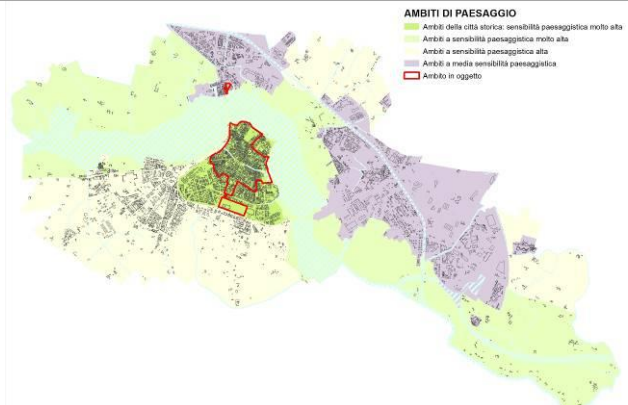 AMBITI DI PAESAGGIO
Ambiti della città storica: sensibilità paesaggistica molto alta
Ambiti a sensibilità paesaggistica molto alta
Ambiti a sensibilità paesaggistica alta
Ambiti a media sensibilità paesaggistica
Ambito in oggetto